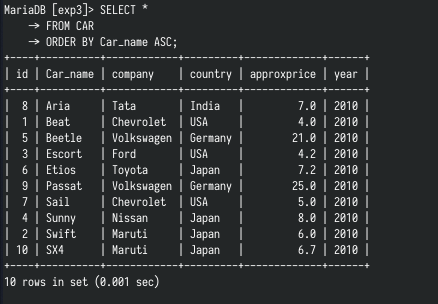 MariaDB [exp3]> SELECT *
    → FROM CAR
    → ORDER BY Car_name ASC;
+----+----------+------------+---------+-------------+------+
| id | Car_name | company    | country | approxprice | year |
+----+----------+------------+---------+-------------+------+
|  8 | Aria     | Tata       | India   |         7.0 | 2010 |
|  1 | Beat     | Chevrolet  | USA     |         4.0 | 2010 |
|  5 | Beetle   | Volkswagen | Germany |        21.0 | 2010 |
|  3 | Escort   | Ford       | USA     |         4.2 | 2010 |
|  6 | Etios    | Toyota     | Japan   |         7.2 | 2010 |
|  9 | Passat   | Volkswagen | Germany |        25.0 | 2010 |
|  7 | Sail     | Chevrolet  | USA     |         5.0 | 2010 |
|  4 | Sunny    | Nissan     | Japan   |         8.0 | 2010 |
|  2 | Swift    | Maruti     | Japan   |         6.0 | 2010 |
| 10 | SX4      | Maruti     | Japan   |         6.7 | 2010 |
+----+----------+------------+---------+-------------+------+
10 rows in set (0.001 sec)